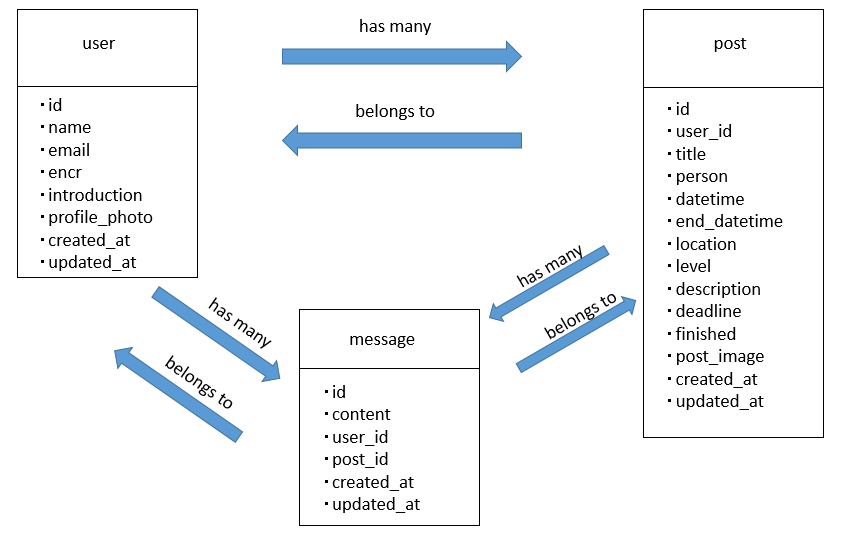 user
・id
・name
・email
・encr
・introduction
・profile_photo
・created_at
・updated_at
has many
belongs to
post
・id
・user_id
・title
・person
・datetime
・end_datetime
・location
・level
・description
・deadline
・finished
・post_image
・created_at
・updated_at
has many
belongs to
has many
belongs to
message
・id
・content
・user_id
・post_id
・created_at
・updated_at